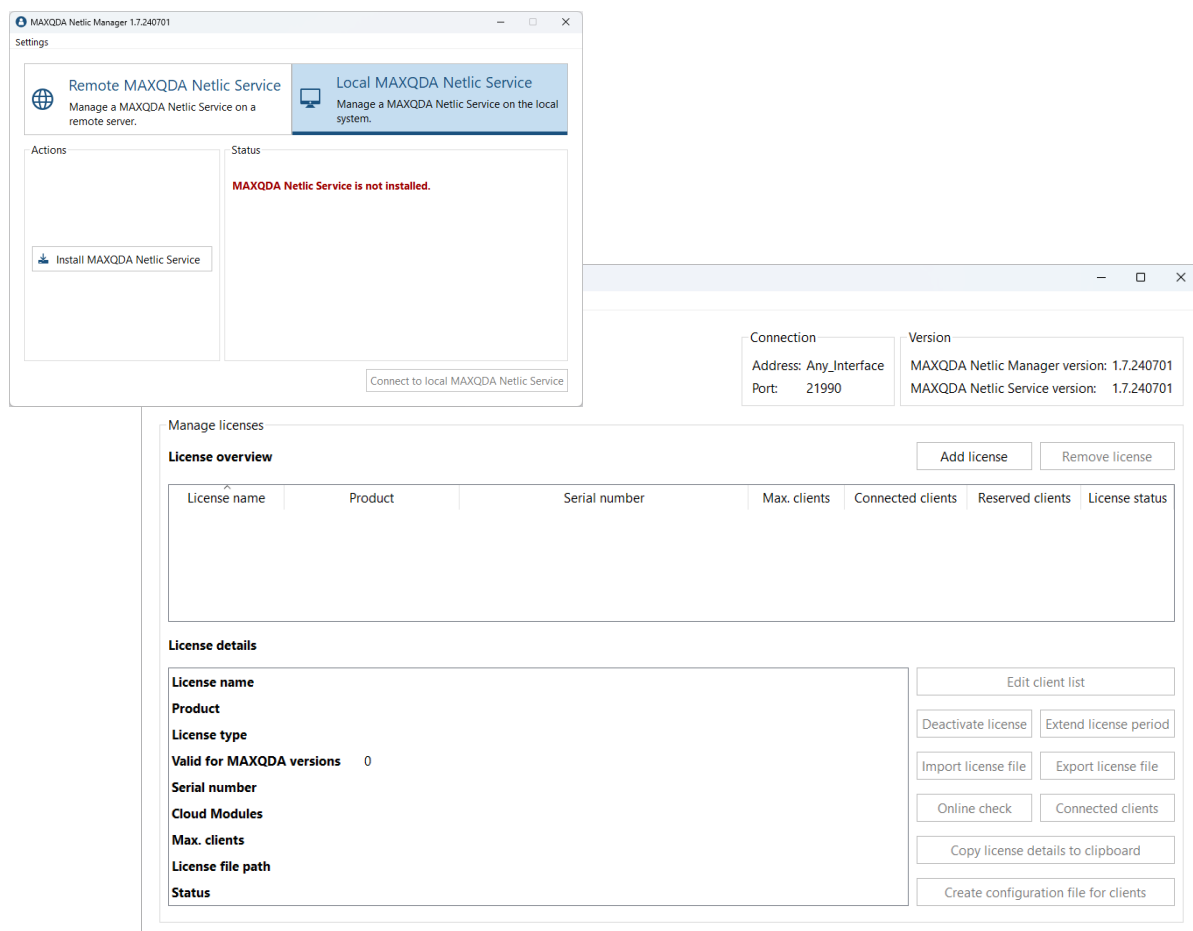 MAXQDA Netlic Manager 1.7.240701
Settings
Remote MAXQDA Netlic Service
Manage a MAXQDA Netlic Service on a
remote server.
Local MAXQDA Netlic Service
Manage a MAXQDA Netlic Service on the local
system.
Actions
Status
MAXQDA Netlic Service is not installed.
Install MAXQDA Netlic Service
Connect to local MAXQDA Netlic Service
Connection
Address: Any_Interface
Port: 21990
Version
MAXQDA Netlic Manager version: 1.7.240701
MAXQDA Netlic Service version: 1.7.240701
Manage licenses
License overview
Add license
Remove license
License name Product Serial number Max. clients Connected clients Reserved clients License status
License details
License name
Product
License type
Valid for MAXQDA versions 0
Serial number
Cloud Modules
Max. clients
License file path
Status
Edit client list
Deactivate license Extend license period
Import license file Export license file
Online check Connected clients
Copy license details to clipboard
Create configuration file for clients